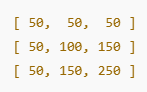 [ 50,  50,  50 ]
[ 50, 100, 150 ]
[ 50, 150, 250 ]